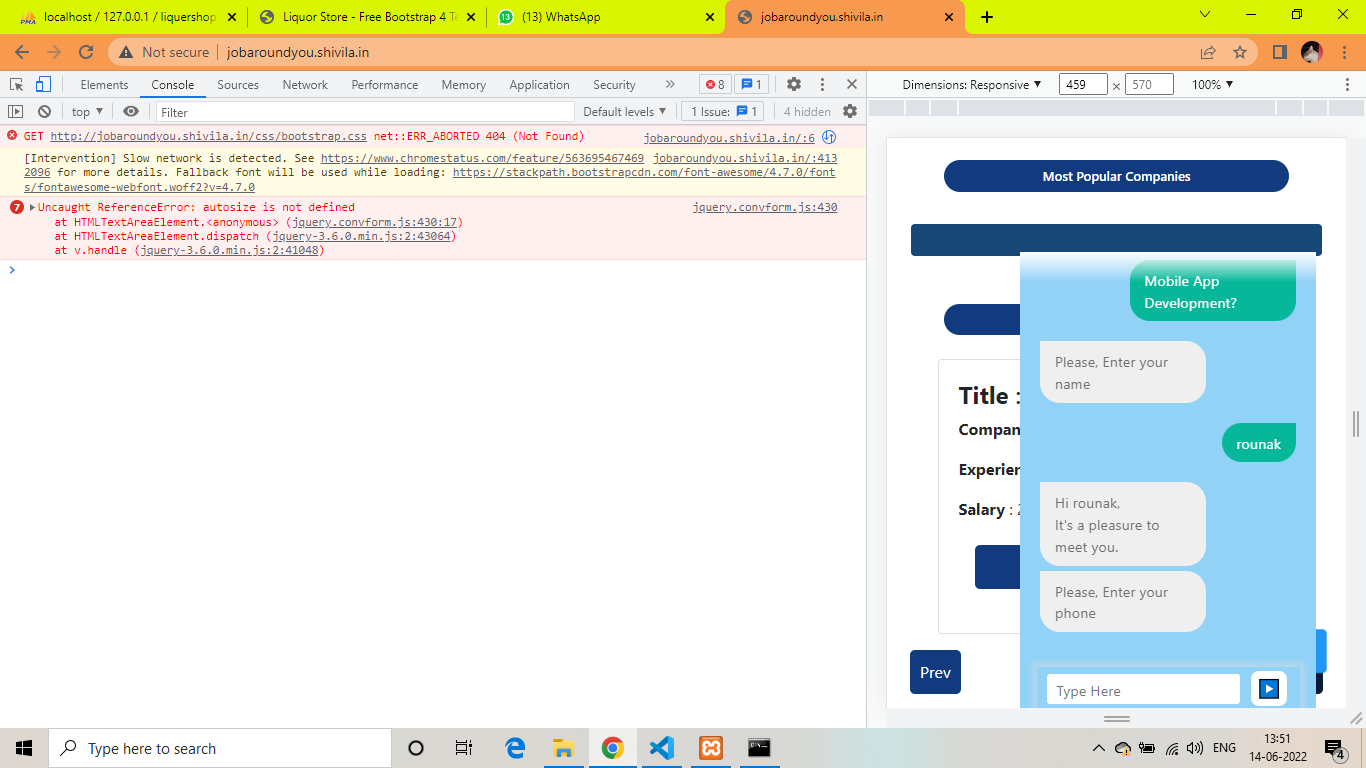 localhost / 127.0.0.1 / liquershop
Liquor Store - Free Bootstrap 4 Te
(13) WhatsApp
jobaroundyou.shivila.in
Not secure
jobaroundyou.shivila.in
Elements Console Sources Network Performance Memory Application Security 8 1
Dimensions: Responsive 459 × 570 100%
top Filter Default levels 1 Issue: 1 4 hidden
GET http://jobaroundyou.shivila.in/css/bootstrap.css net::ERR_ABORTED 404 (Not Found) jobaroundyou.shivila.in/:6
[Intervention] Slow network is detected. See https://www.chromestatus.com/feature/563695467469 jobaroundyou.shivila.in/:413
2096 for more details. Fallback font will be used while loading: https://stackpath.bootstrapcdn.com/font-awesome/4.7.0/font
s/fontawesome-webfont.woff2?v=4.7.0
7 Uncaught ReferenceError: autosize is not defined jquery.convform.js:430
at HTMLTextAreaElement.<anonymous> (jquery.convform.js:430:17)
at HTMLTextAreaElement.dispatch (jquery-3.6.0.min.js:2:43064)
at v.handle (jquery-3.6.0.min.js:2:41048)
Most Popular Companies
Mobile App
Development?
Please, Enter your
name
Title :
Compan
rounak
Experien
Hi rounak,
It's a pleasure to
meet you.
Salary : 2
Please, Enter your
phone
Prev
Type Here
Type here to search
ENG
13:51
14-06-2022
4